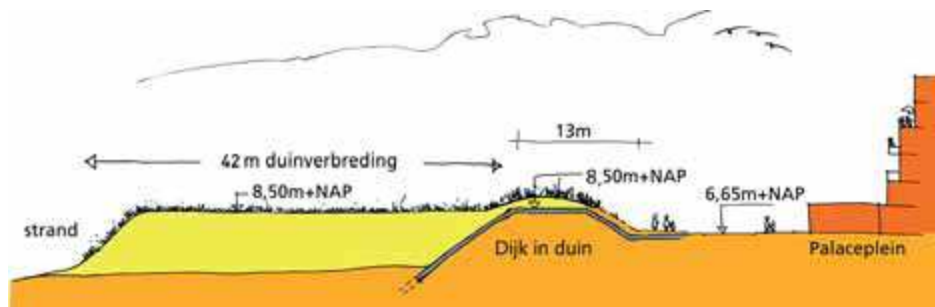 13m
42 m duinverbreding
8,50m+NAP
8,50m+NAP
6,65m+NAP
strand
Dijk in duin
Palaceplein